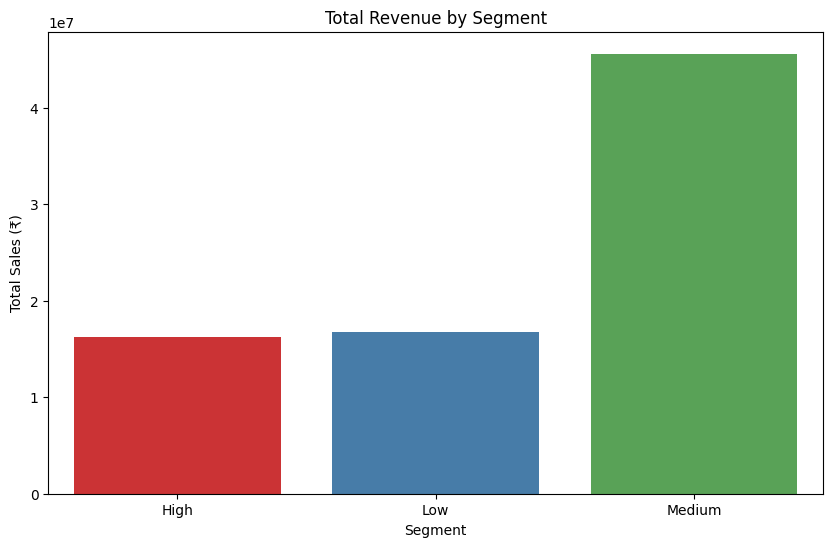 Total Revenue by Segment
1e7
Total Sales (₹)
4
3
2
1
0
High Low Medium
Segment